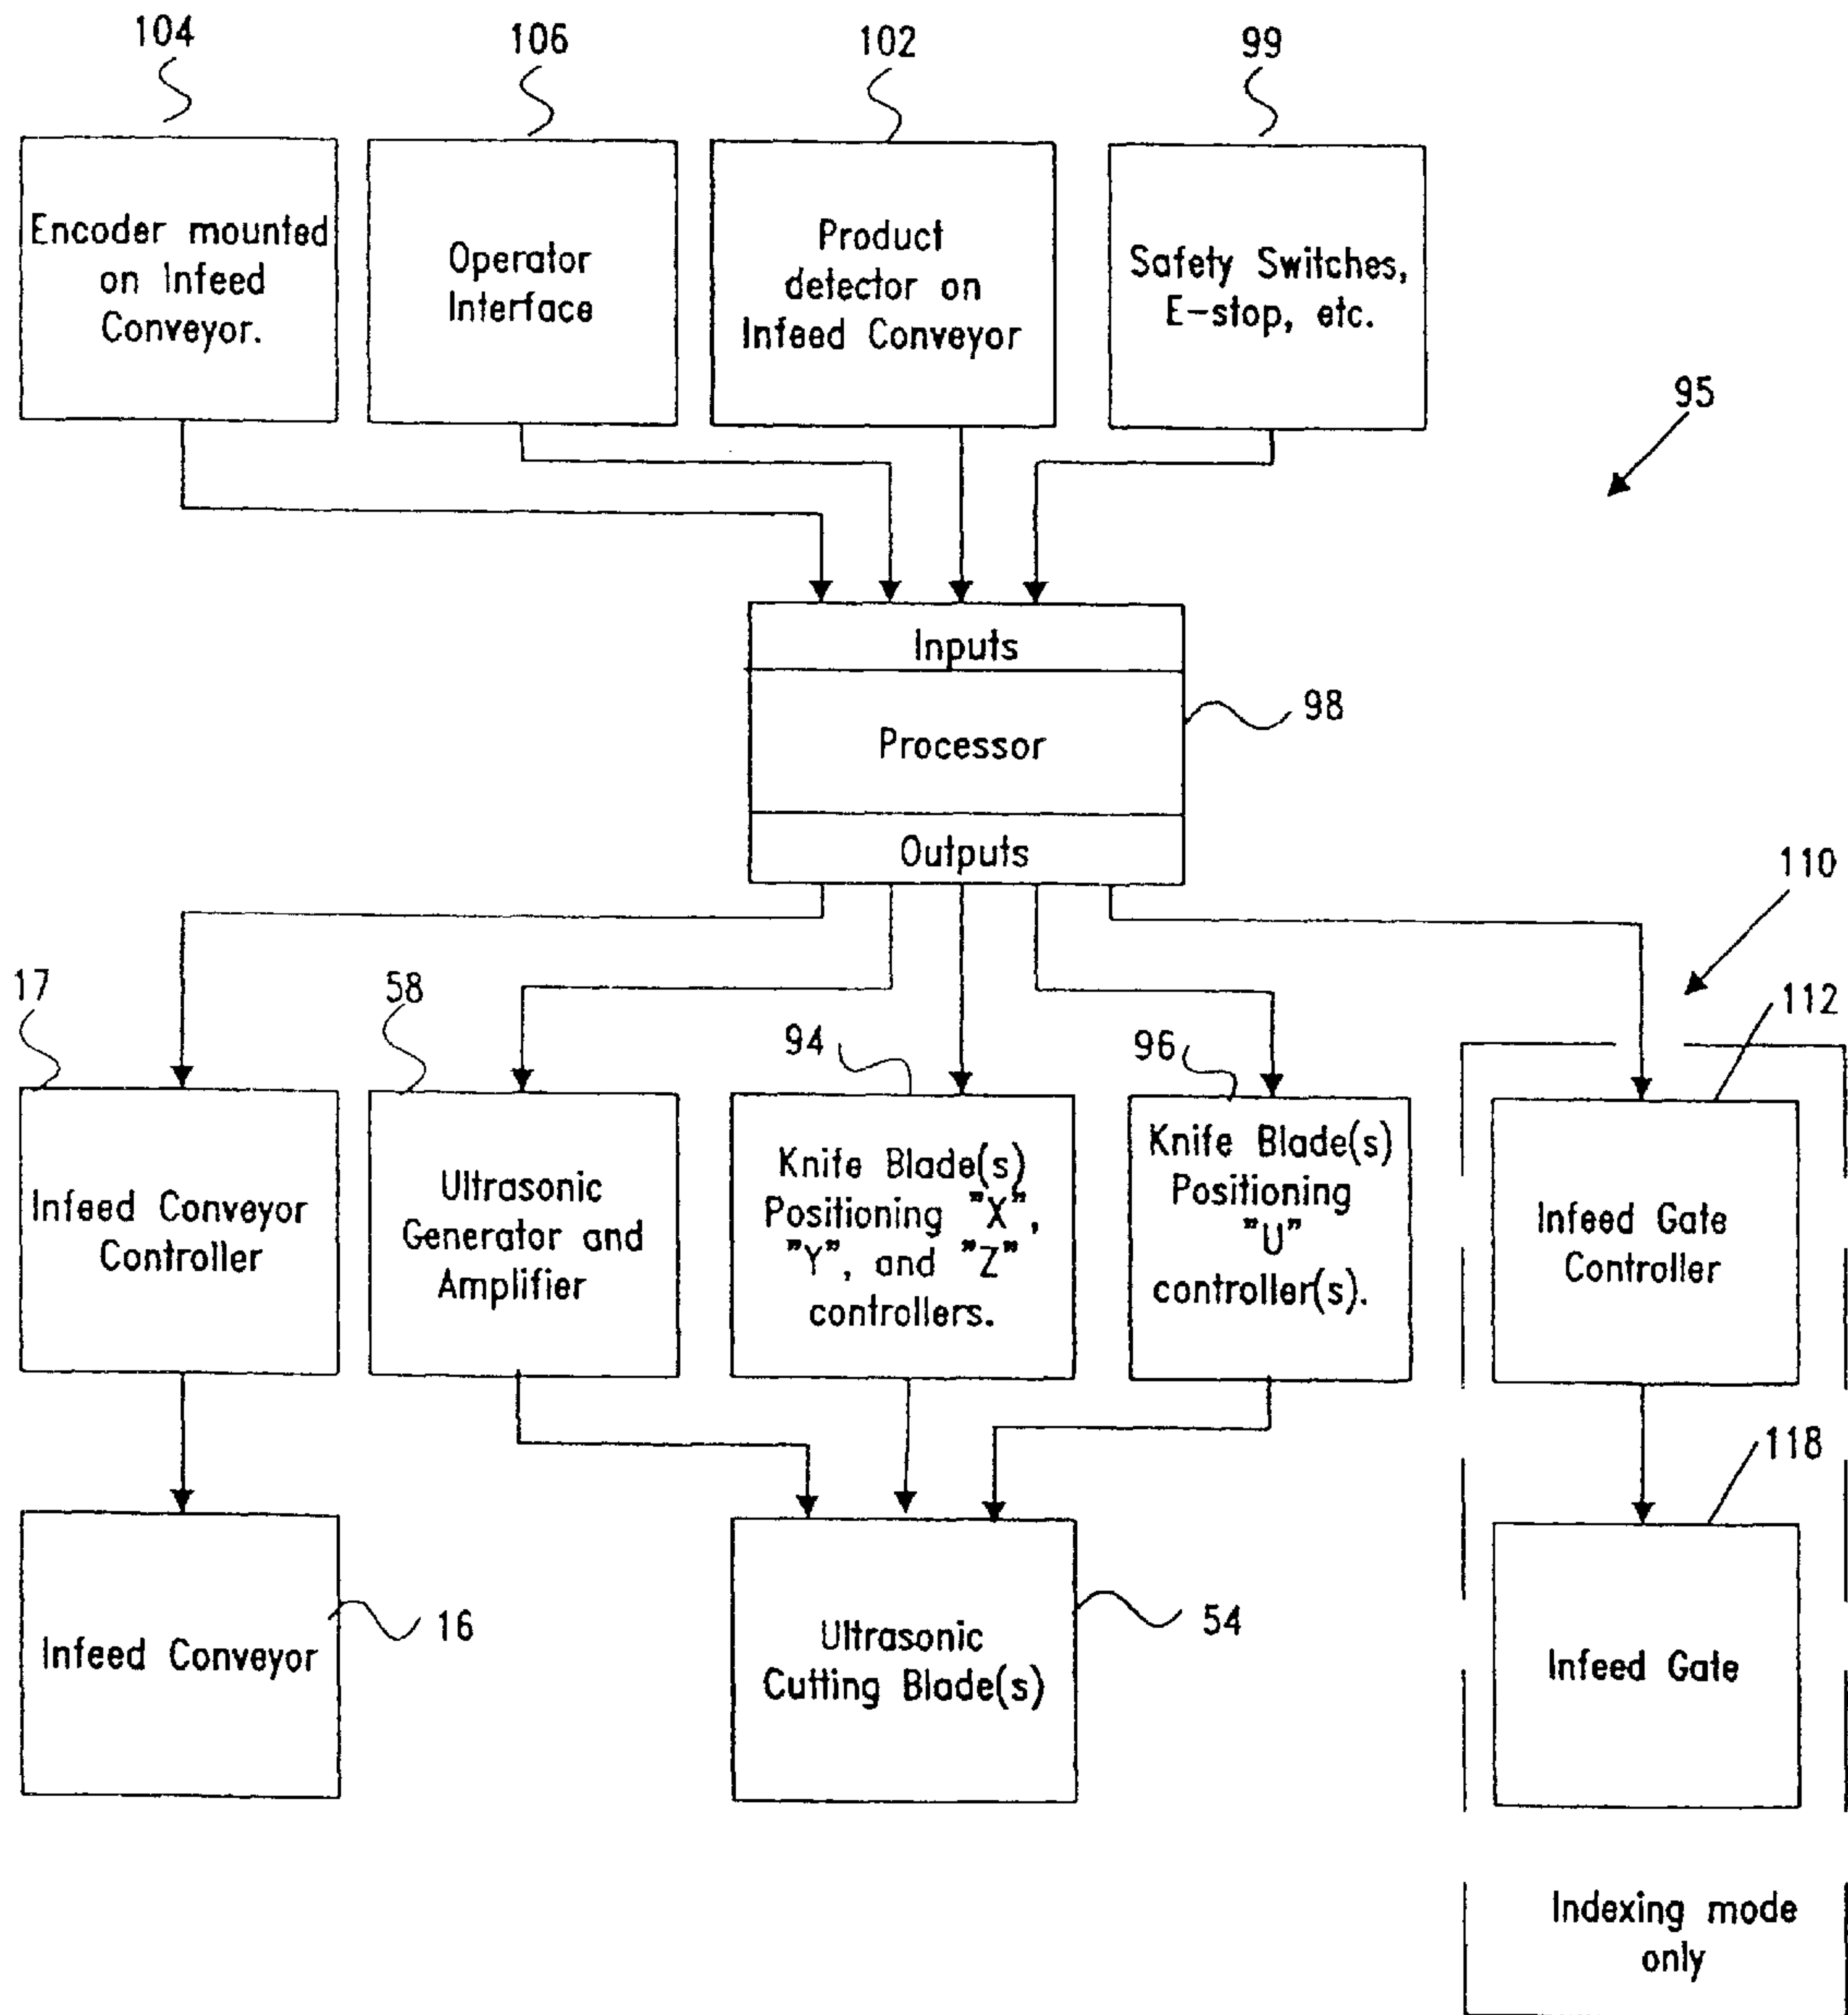 104
106
102
99
Encoder mounted
on Infeed
Conveyor.
Operator
Interface
Product
detector on
Infeed Conveyor
Safety Switches,
E-stop, etc.
95
Inputs
Processor
98
Outputs
110
17
58
94
96
112
Infeed Conveyor
Controller
Ultrasonic
Generator and
Amplifier
Knife Blade(s)
Positioning "X",
"Y", and "Z"
controllers.
Knife Blade(s)
Positioning
"U"
controller(s).
Infeed Gate
Controller
118
Infeed Conveyor
16
Ultrasonic
Cutting Blade(s)
54
Infeed Gate
Indexing mode
only